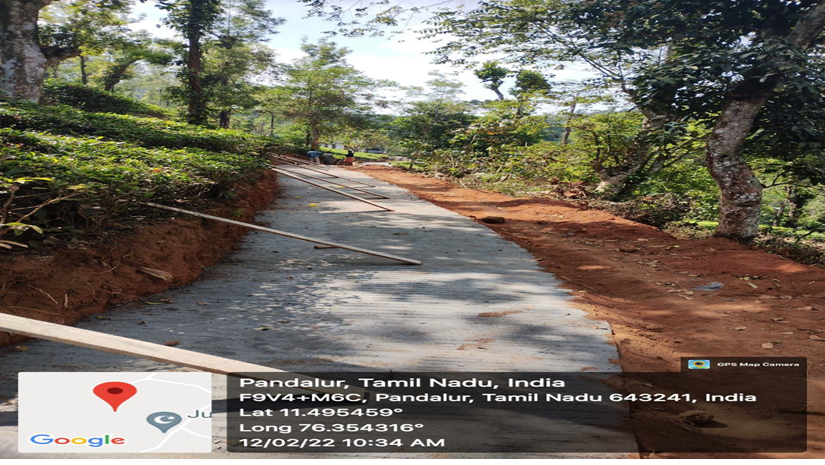 GPS Map Camera
Pandalur, Tamil Nadu, India
F9V4+M6C, Pandalur, Tamil Nadu 643241, India
Lat 11.495459°
Long 76.354316°
12/02/22 10:34 AM
Google
Ju